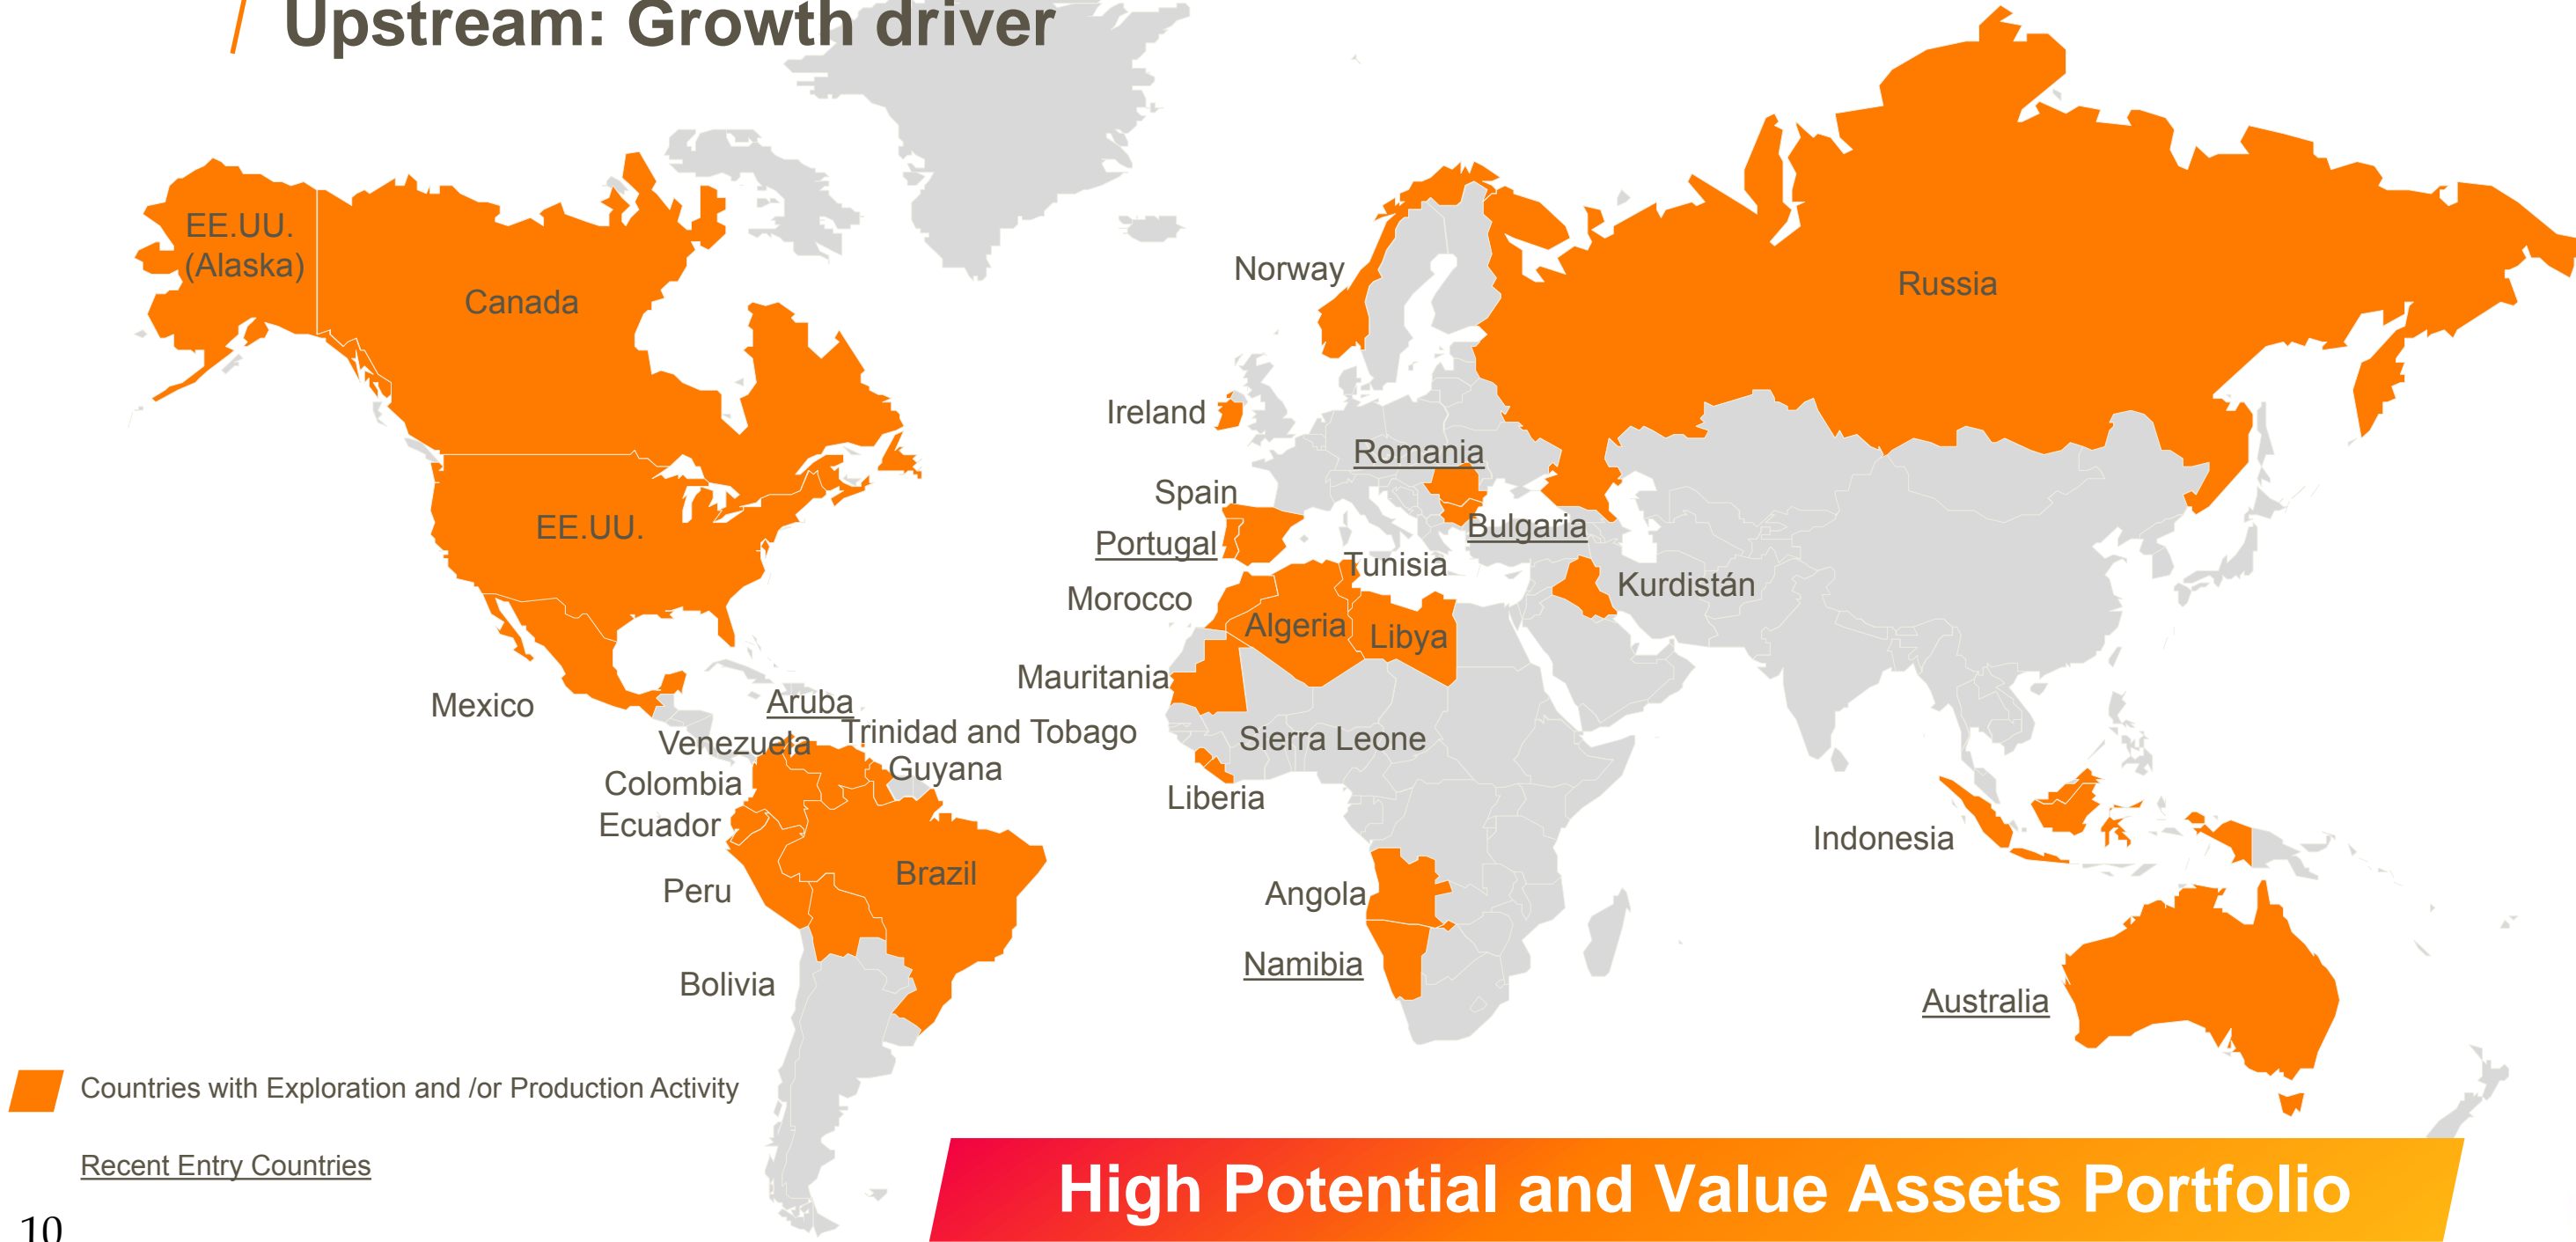 Upstream: Growth driver
EE.UU.
(Alaska)
Canada
Norway
Russia
Ireland
Romania
Spain
EE.UU.
Bulgaria
Portugal
Tunisia
Kurdistán
Morocco
Algeria
Libya
Mauritania
Mexico
Aruba
Trinidad and Tobago
Venezuela
Sierra Leone
Guyana
Colombia
Liberia
Ecuador
Indonesia
Brazil
Peru
Angola
Namibia
Bolivia
Australia
Countries with Exploration and /or Production Activity
Recent Entry Countries
High Potential and Value Assets Portfolio
10